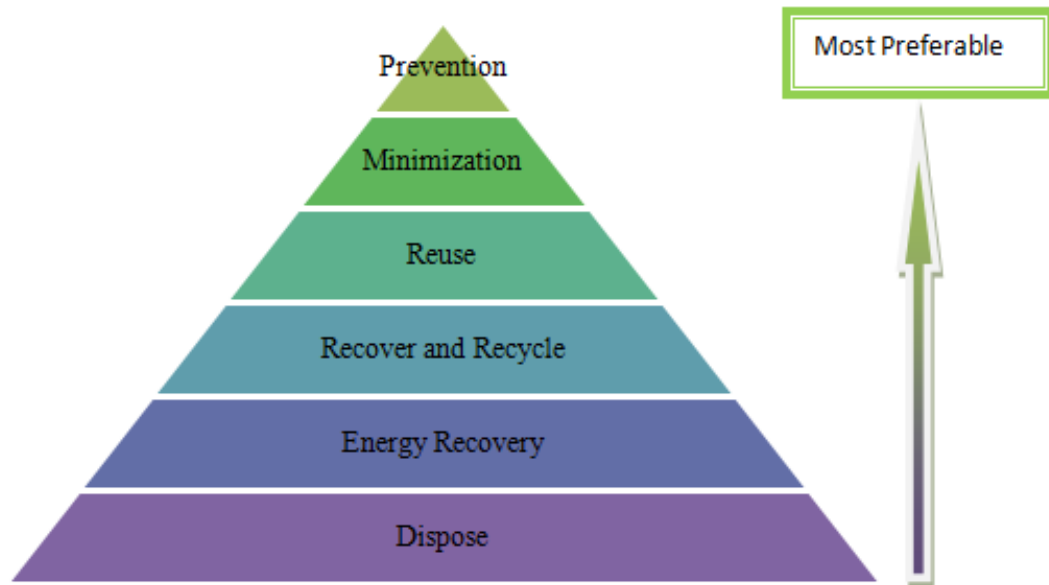 Prevention
Most Preferable
Minimization
Reuse
Recover and Recycle
Energy Recovery
Dispose